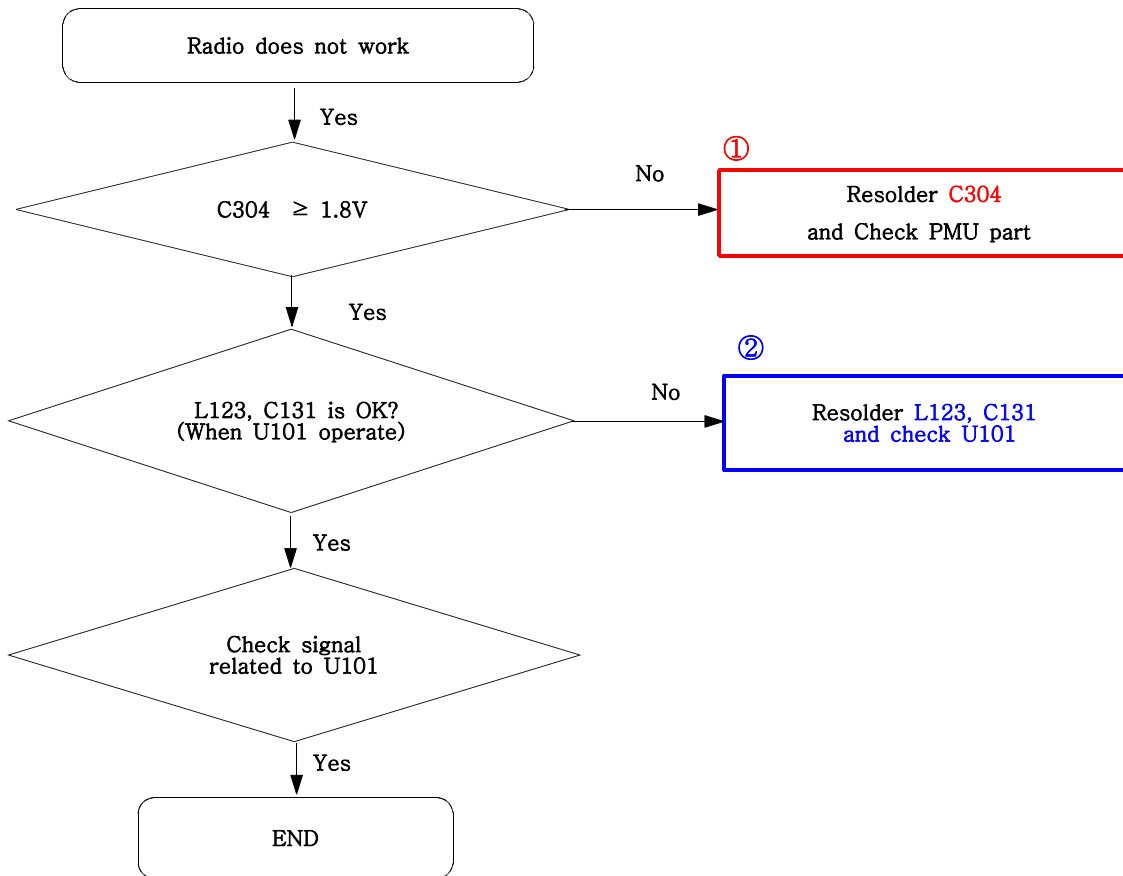 Radio does not work
Yes
①
No
C304 ≥ 1.8V
Resolder C304
and Check PMU part
Yes
②
No
L123, C131 is OK?
(When U101 operate)
Resolder L123, C131
and check U101
Yes
Check signal
related to U101
Yes
END